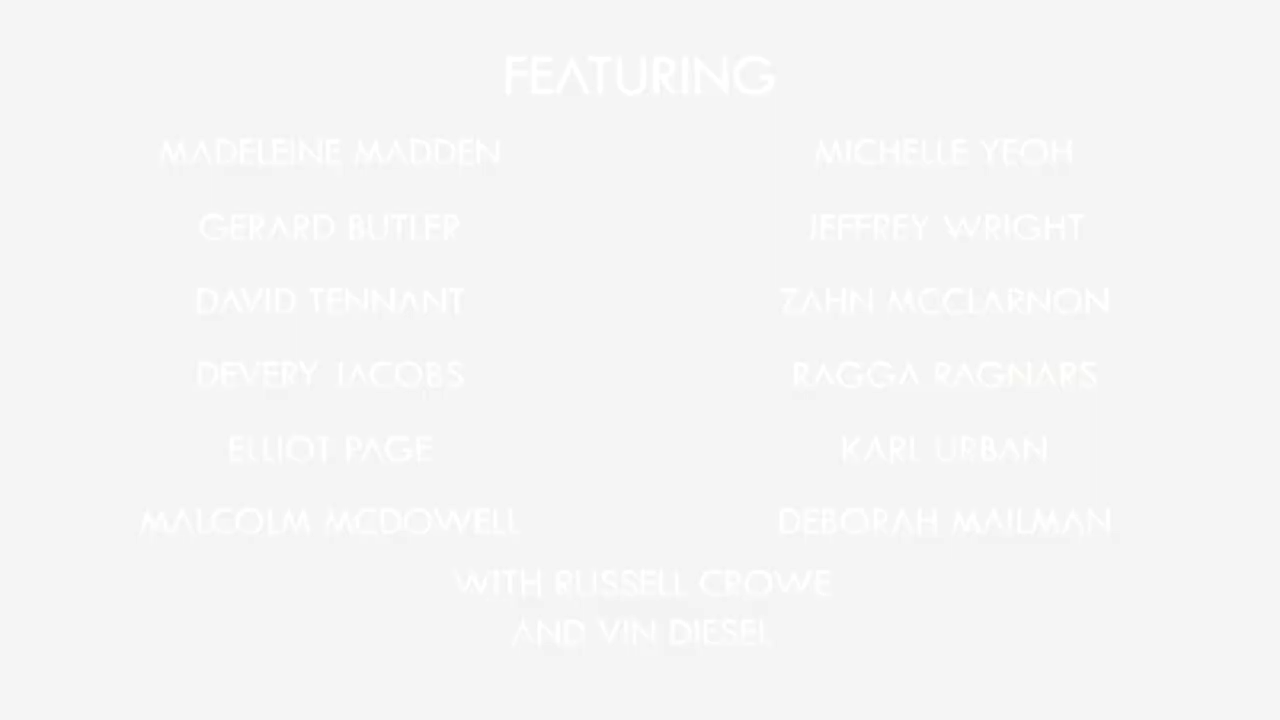 FEATURING
MADELEINE MADDEN
MICHELLE YEOH
GERARD BUTLER
JEFFREY WRIGHT
DAVID TENNANT
ZAHN MCCLARNON
DEVERY JACOBS
RAGGA RAGNARS
ELLIOT PAGE
KARL URBAN
MALCOLM MCDOWELL
DEBORAH MAILMAN
WITH RUSSELL CROWE
AND VIN DIESEL